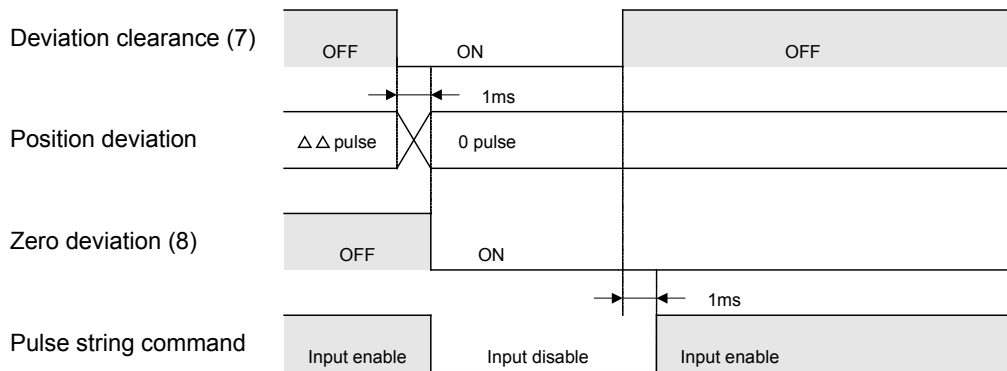 Deviation clearance (7)
OFF
ON
OFF
1ms
Position deviation
△△ pulse
0 pulse
Zero deviation (8)
OFF
ON
1ms
Pulse string command
Input enable
Input disable
Input enable